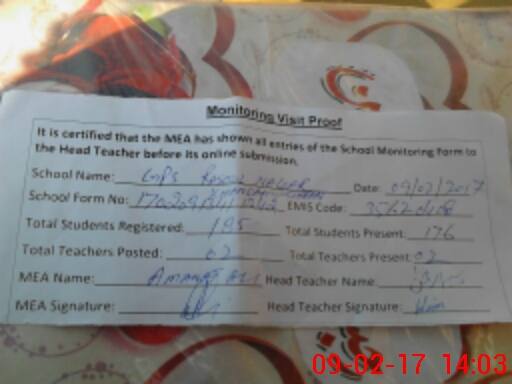 Monitoring Visit Proof
It is certified that the MEA has shown all entries of the School Monitoring Form to
the Head Teacher before its online submission.
School Name: GPS Date: 09/02/2017
School Form No: EMIS Code:
Total Students Registered: 195 Total Students Present: 176
Total Teachers Posted: 02 Total Teachers Present: 02
MEA Name: Amanat Ali Head Teacher Name:
MEA Signature: Head Teacher Signature:
09-02-17 14:03